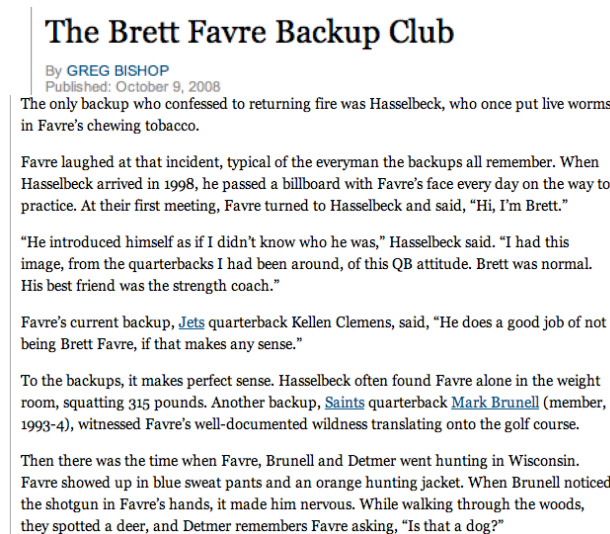 The Brett Favre Backup Club
By GREG BISHOP
Published: October 9, 2008
The only backup who confessed to returning fire was Hasselbeck, who once put live worms
in Favre’s chewing tobacco.
Favre laughed at that incident, typical of the everyman the backups all remember. When
Hasselbeck arrived in 1998, he passed a billboard with Favre’s face every day on the way to
practice. At their first meeting, Favre turned to Hasselbeck and said, “Hi, I’m Brett.”
“He introduced himself as if I didn’t know who he was,” Hasselbeck said. “I had this
image, from the quarterbacks I had been around, of this QB attitude. Brett was normal.
His best friend was the strength coach.”
Favre’s current backup, Jets quarterback Kellen Clemens, said, “He does a good job of not
being Brett Favre, if that makes any sense.”
To the backups, it makes perfect sense. Hasselbeck often found Favre alone in the weight
room, squatting 315 pounds. Another backup, Saints quarterback Mark Brunell (member,
1993-4), witnessed Favre’s well-documented wildness translating onto the golf course.
Then there was the time when Favre, Brunell and Detmer went hunting in Wisconsin.
Favre showed up in blue sweat pants and an orange hunting jacket. When Brunell noticed
the shotgun in Favre’s hands, it made him nervous. While walking through the woods,
they spotted a deer, and Detmer remembers Favre asking, “Is that a dog?”